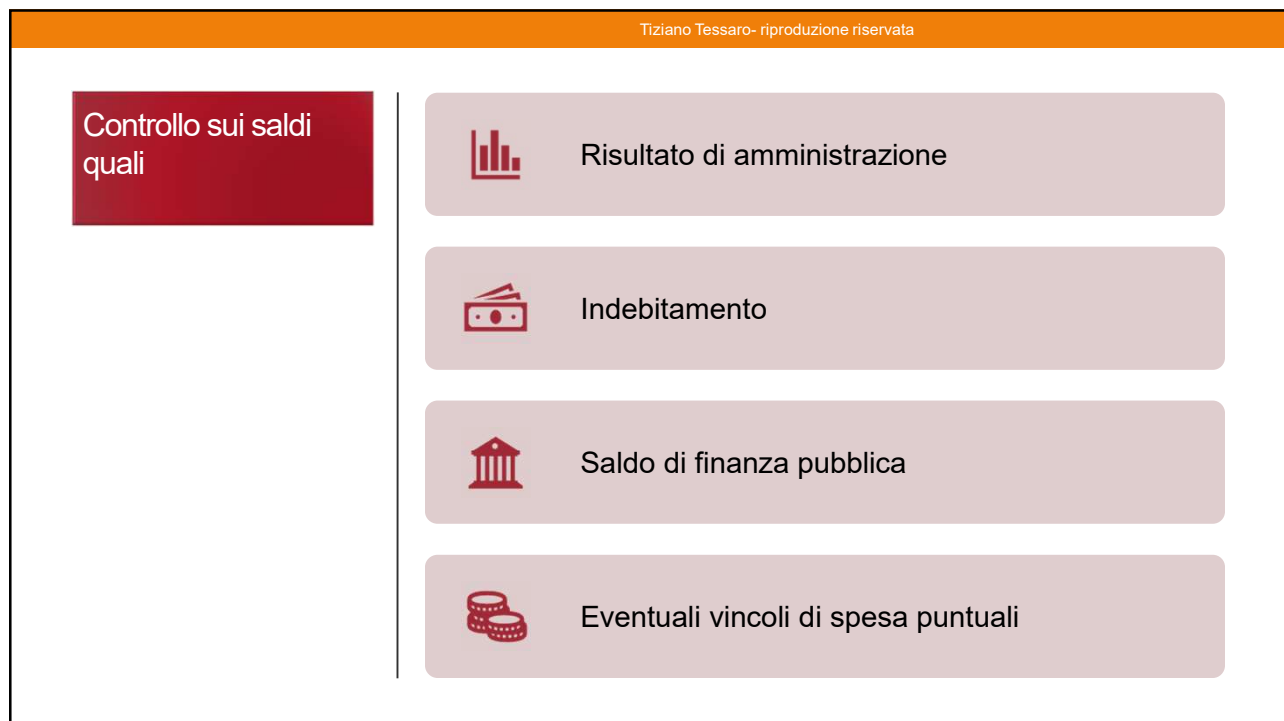 Tiziano Tessaro- riproduzione riservata
Controllo sui saldi
quali
Risultato di amministrazione
Indebitamento
Saldo di finanza pubblica
Eventuali vincoli di spesa puntuali